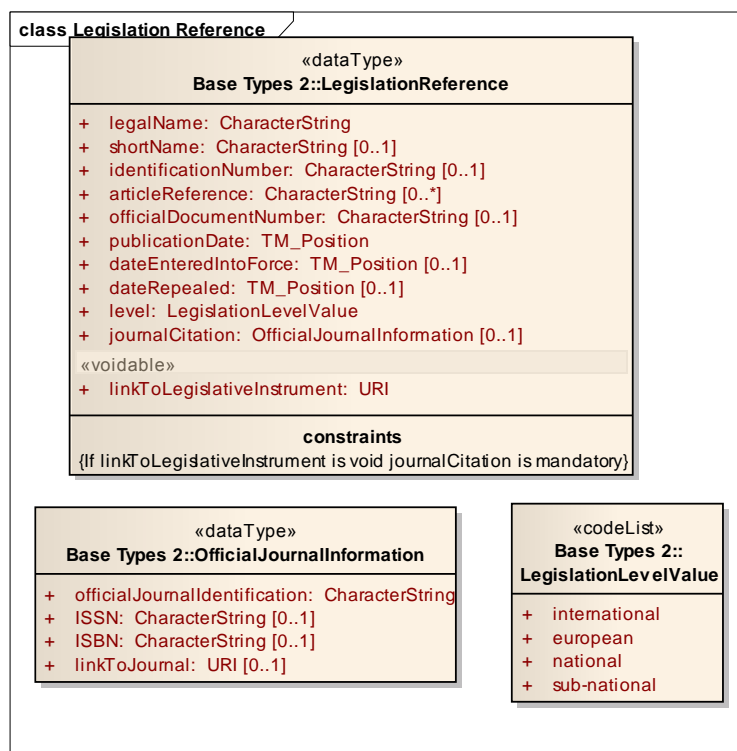 class Legislation Reference
«dataType»
Base Types 2::LegislationReference
+ legalName: CharacterString
+ shortName: CharacterString [0..1]
+ identificationNumber: CharacterString [0..1]
+ articleReference: CharacterString [0..*]
+ officialDocumentNumber: CharacterString [0..1]
+ publicationDate: TM_Position
+ dateEnteredIntoForce: TM_Position [0..1]
+ dateRepealed: TM_Position [0..1]
+ level: LegislationLevelValue
+ journalCitation: OfficialJournalInformation [0..1]
«voidable»
+ linkToLegislativeInstrument: URI
constraints
{If linkToLegislativeInstrument is void journalCitation is mandatory}
«dataType»
Base Types 2::OfficialJournalInformation
+ officialJournalIdentification: CharacterString
+ ISSN: CharacterString [0..1]
+ ISBN: CharacterString [0..1]
+ linkToJournal: URI [0..1]
«codeList»
Base Types 2::
LegislationLevelValue
+ international
+ european
+ national
+ sub-national